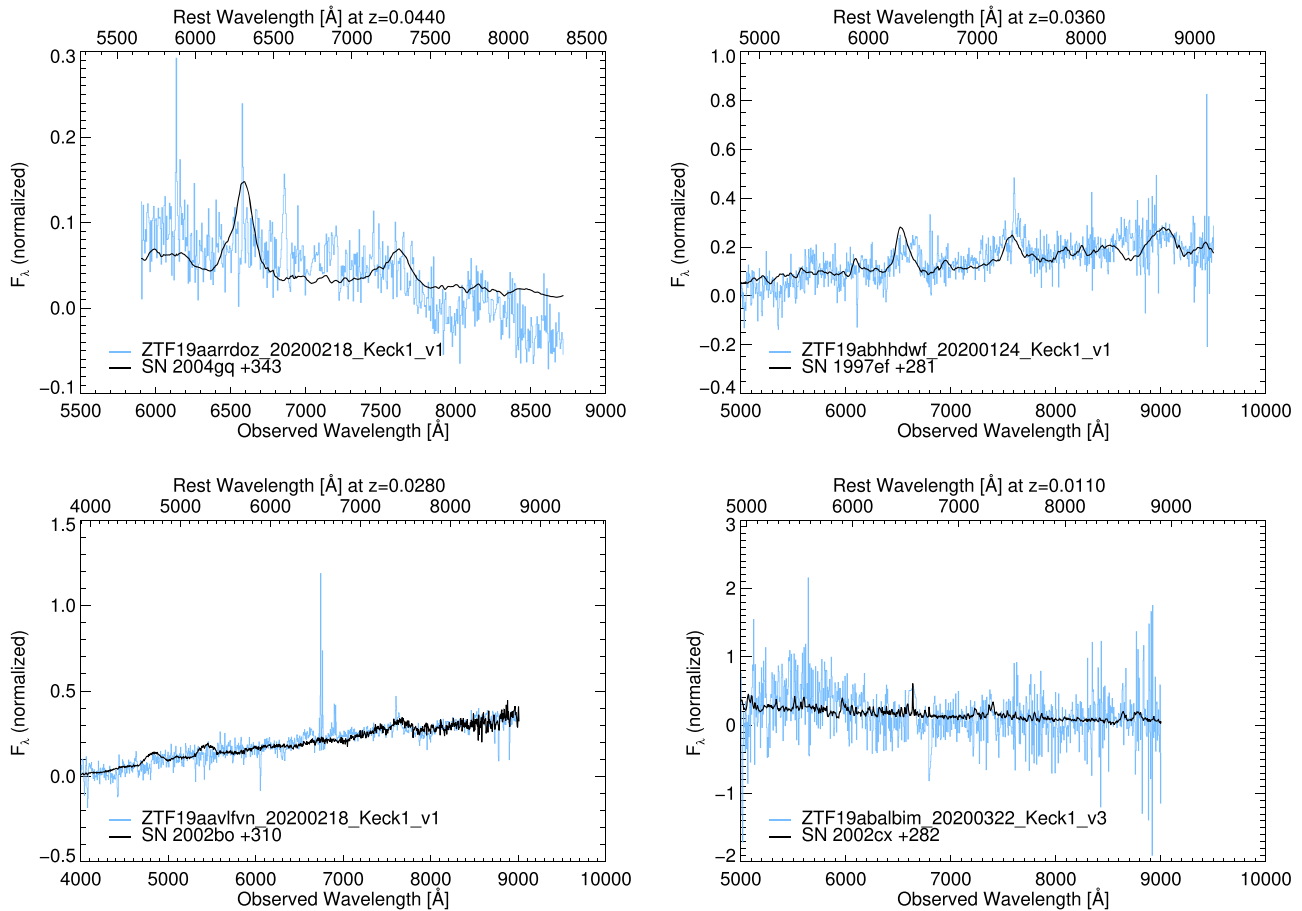 Rest Wavelength [Å] at z=0.0440
5500 6000 6500 7000 7500 8000 8500
0.3
0.2
0.1
0.0
−0.1
F_λ (normalized)
ZTF19aarrdoz_20200218_Keck1_v1
SN 2004gq +343
5500 6000 6500 7000 7500 8000 8500 9000
Observed Wavelength [Å]
Rest Wavelength [Å] at z=0.0360
5000 6000 7000 8000 9000
1.0
0.8
0.6
0.4
0.2
0.0
−0.2
−0.4
F_λ (normalized)
ZTF19abhhdwf_20200124_Keck1_v1
SN 1997ef +281
5000 6000 7000 8000 9000 10000
Observed Wavelength [Å]
Rest Wavelength [Å] at z=0.0280
4000 5000 6000 7000 8000 9000
1.5
1.0
0.5
0.0
−0.5
F_λ (normalized)
ZTF19aavlfvn_20200218_Keck1_v1
SN 2002bo +310
4000 5000 6000 7000 8000 9000 10000
Observed Wavelength [Å]
Rest Wavelength [Å] at z=0.0110
5000 6000 7000 8000 9000
3
2
1
0
−1
−2
F_λ (normalized)
ZTF19abalbim_20200322_Keck1_v3
SN 2002cx +282
5000 6000 7000 8000 9000 10000
Observed Wavelength [Å]